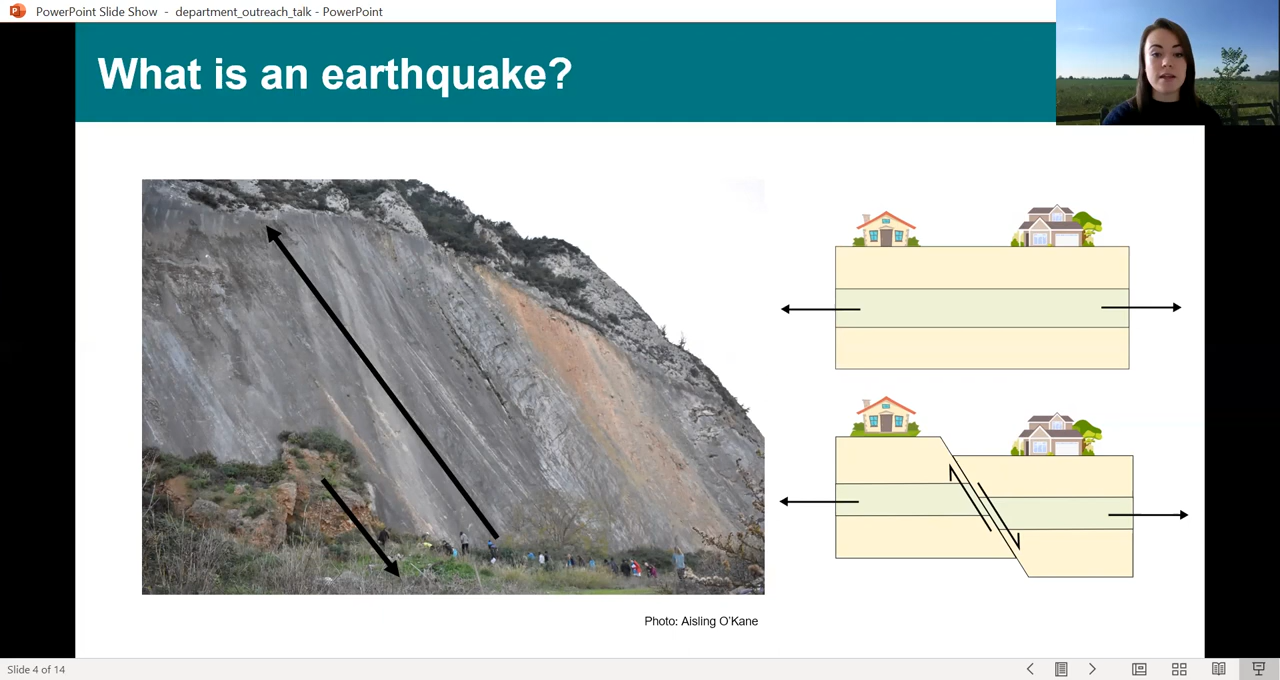 PowerPoint Slide Show - department_outreach_talk - PowerPoint
What is an earthquake?
Photo: Aisling O'Kane
Slide 4 of 14